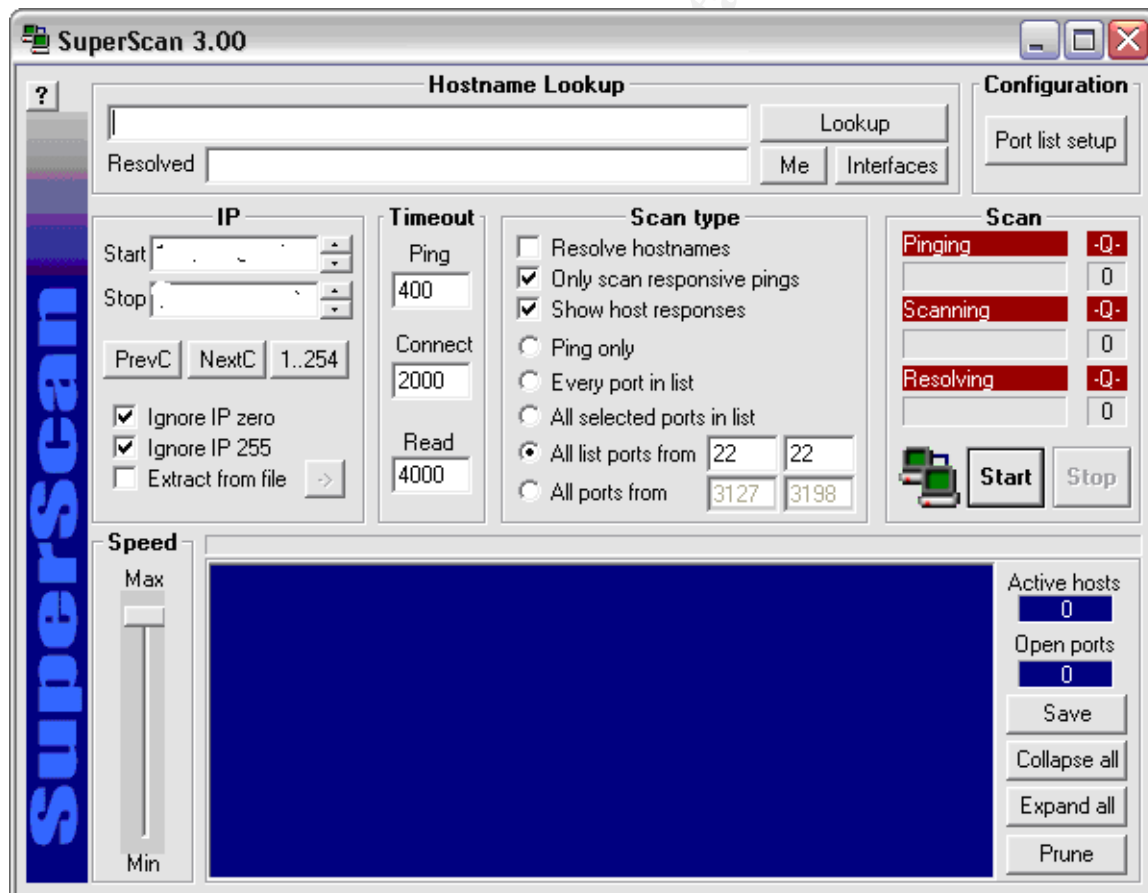 SuperScan 3.00
?
Hostname Lookup
Lookup
Resolved
Me
Interfaces
Configuration
Port list setup
IP
Start
Stop
PrevC
NextC
1..254
Ignore IP zero
Ignore IP 255
Extract from file
->
Timeout
Ping
400
Connect
2000
Read
4000
Scan type
Resolve hostnames
Only scan responsive pings
Show host responses
Ping only
Every port in list
All selected ports in list
All list ports from 22 22
All ports from 3127 3198
Scan
Pinging -Q-
0
Scanning -Q-
0
Resolving -Q-
0
Start
Stop
SuperScan
Speed
Max
Min
Active hosts
0
Open ports
0
Save
Collapse all
Expand all
Prune